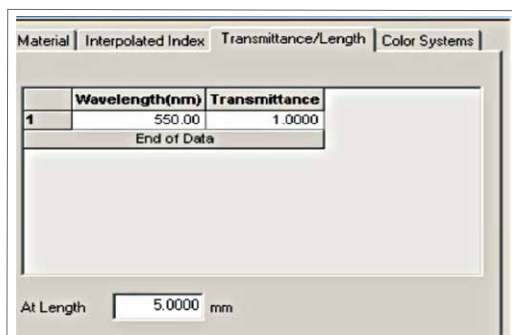 Material Interpolated Index Transmittance/Length Color Systems
Wavelength(nm) Transmittance
1 550.00 1.0000
End of Data
At Length 5.0000 mm